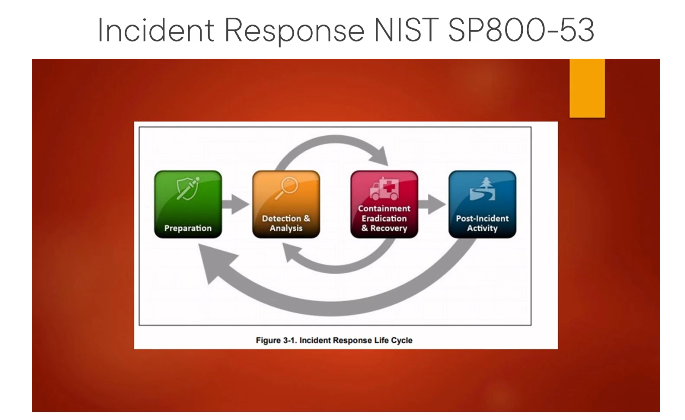 Incident Response NIST SP800-53
Preparation
Detection &
Analysis
Containment
Eradication
& Recovery
Post-Incident
Activity
Figure 3-1. Incident Response Life Cycle